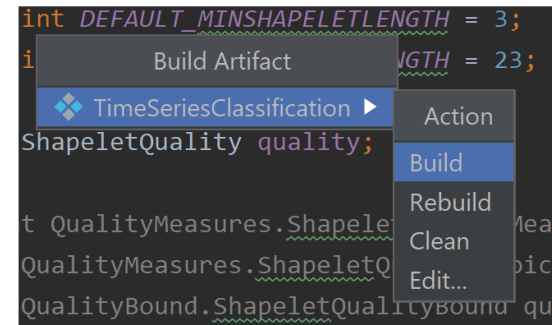 int DEFAULT_MINSHAPELETLENGTH = 3;
Build Artifact
= 23;
TimeSeriesClassification
Action
ShapeletQuality quality;
Build
Rebuild
t QualityMeasures.Shapelet
Clean
QualityMeasures.ShapeletQ
Edit...
QualityBound.ShapeletQualityBound qu